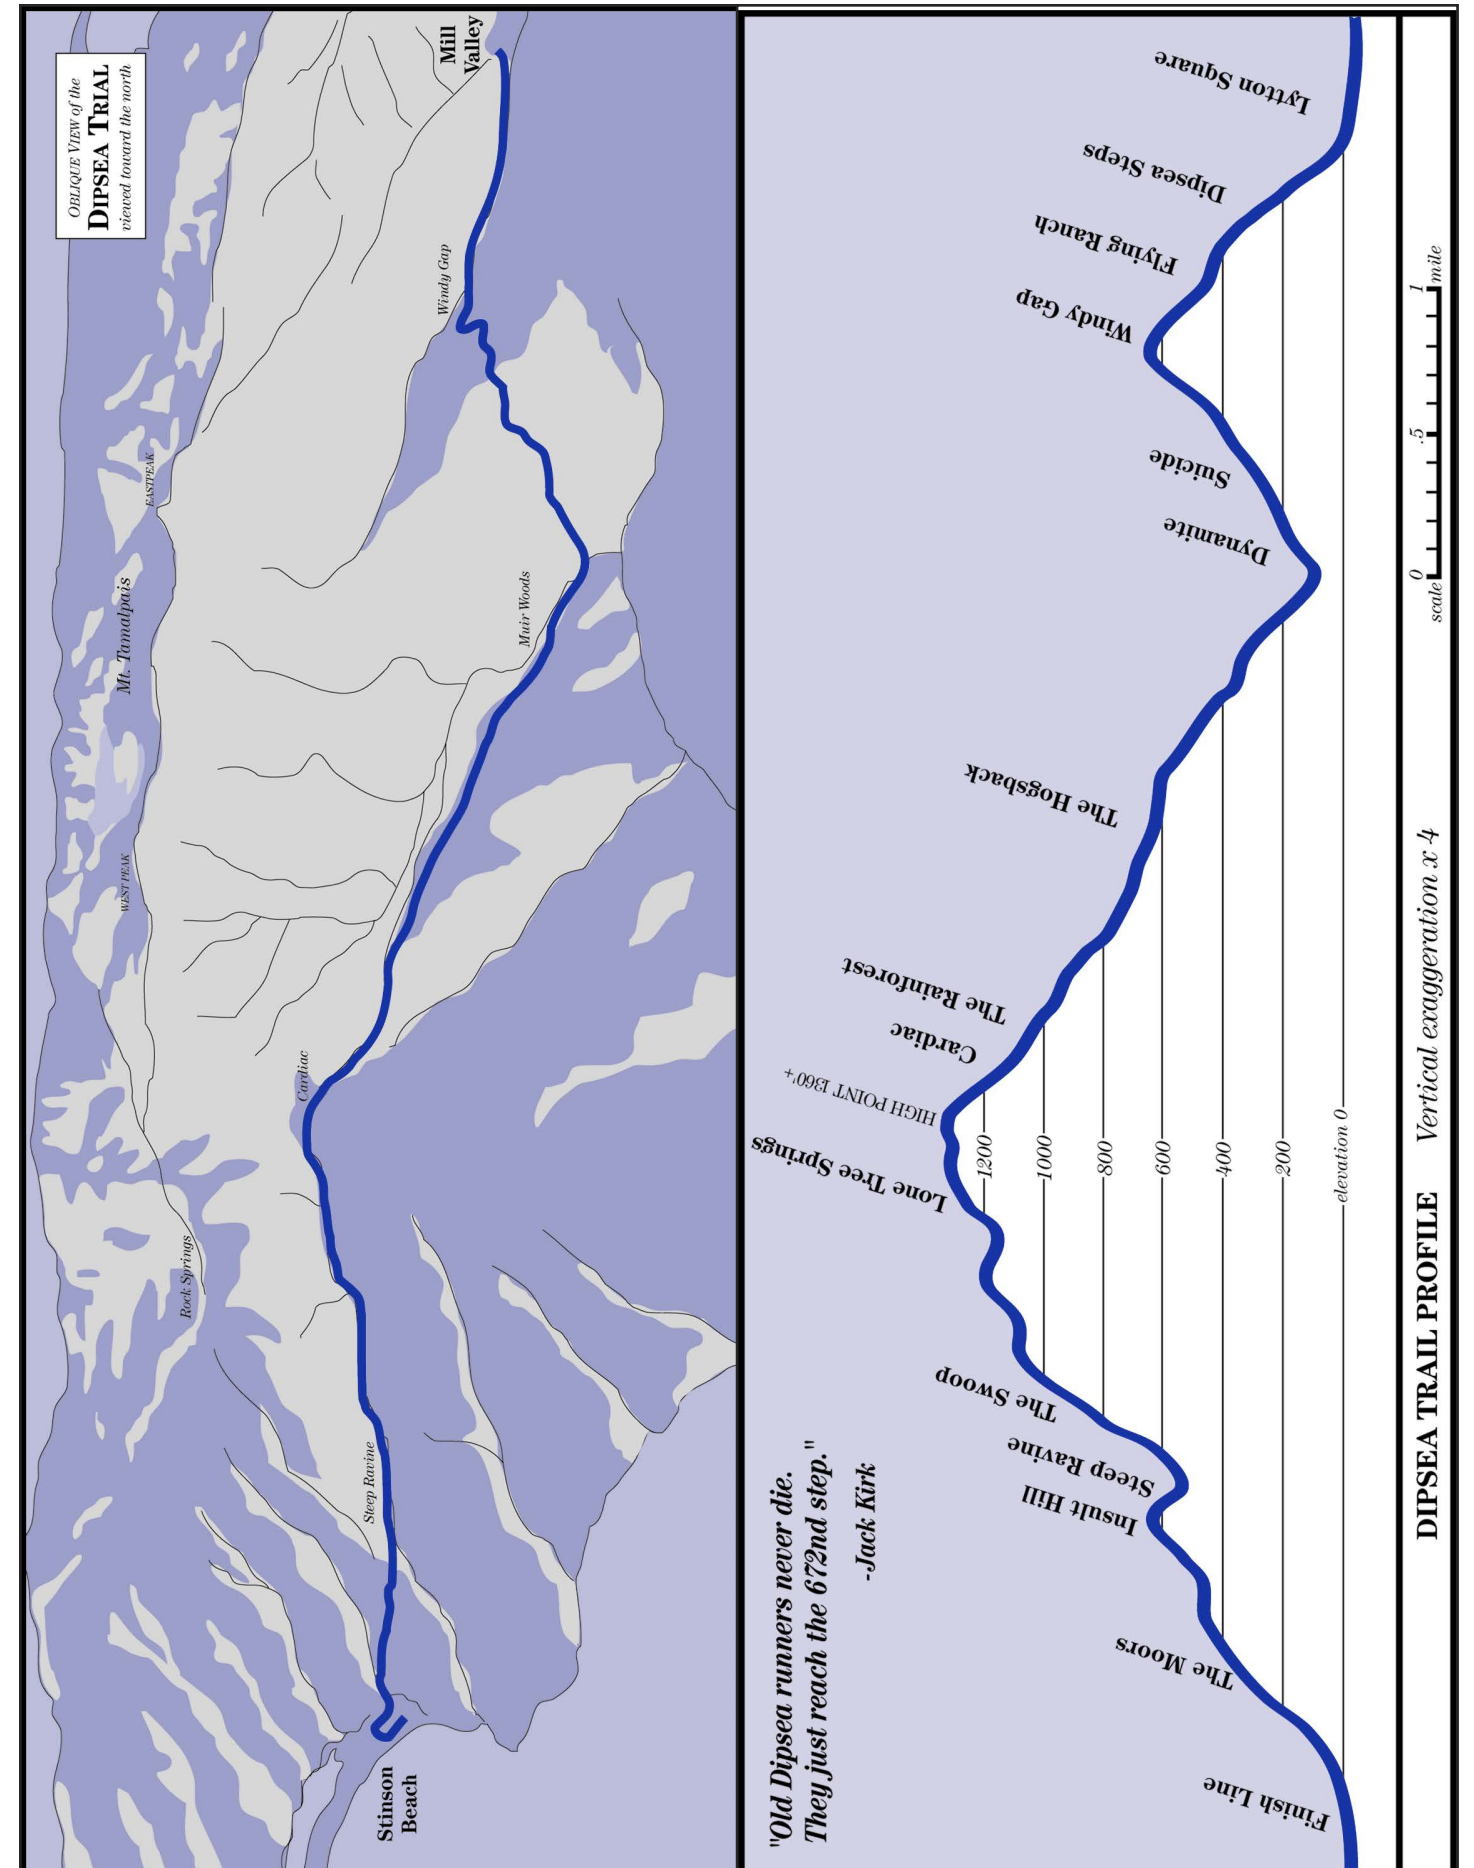 OBLIQUE VIEW of the
DIPSEA TRIAL
viewed toward the north
Mill
Valley
Windy Gap
EASTPEAK
Mt. Tamalpais
Muir Woods
WEST PEAK
Cardiac
Rock Springs
Steep Ravine
Stinson
Beach
"Old Dipsea runners never die.
They just reach the 672nd step."
-Jack Kirk
Finish Line
The Moors
Insult Hill
Steep Ravine
The Swoop
Lone Tree Springs
HIGH POINT 1360'+
Cardiac
The Rainforest
The Hogsback
Dynamite
Suicide
Windy Gap
Flying Ranch
Dipsea Steps
Lytton Square
1200
1000
800
600
400
200
elevation 0
DIPSEA TRAIL PROFILE Vertical exaggeration x 4
scale 0 .5 1 mile